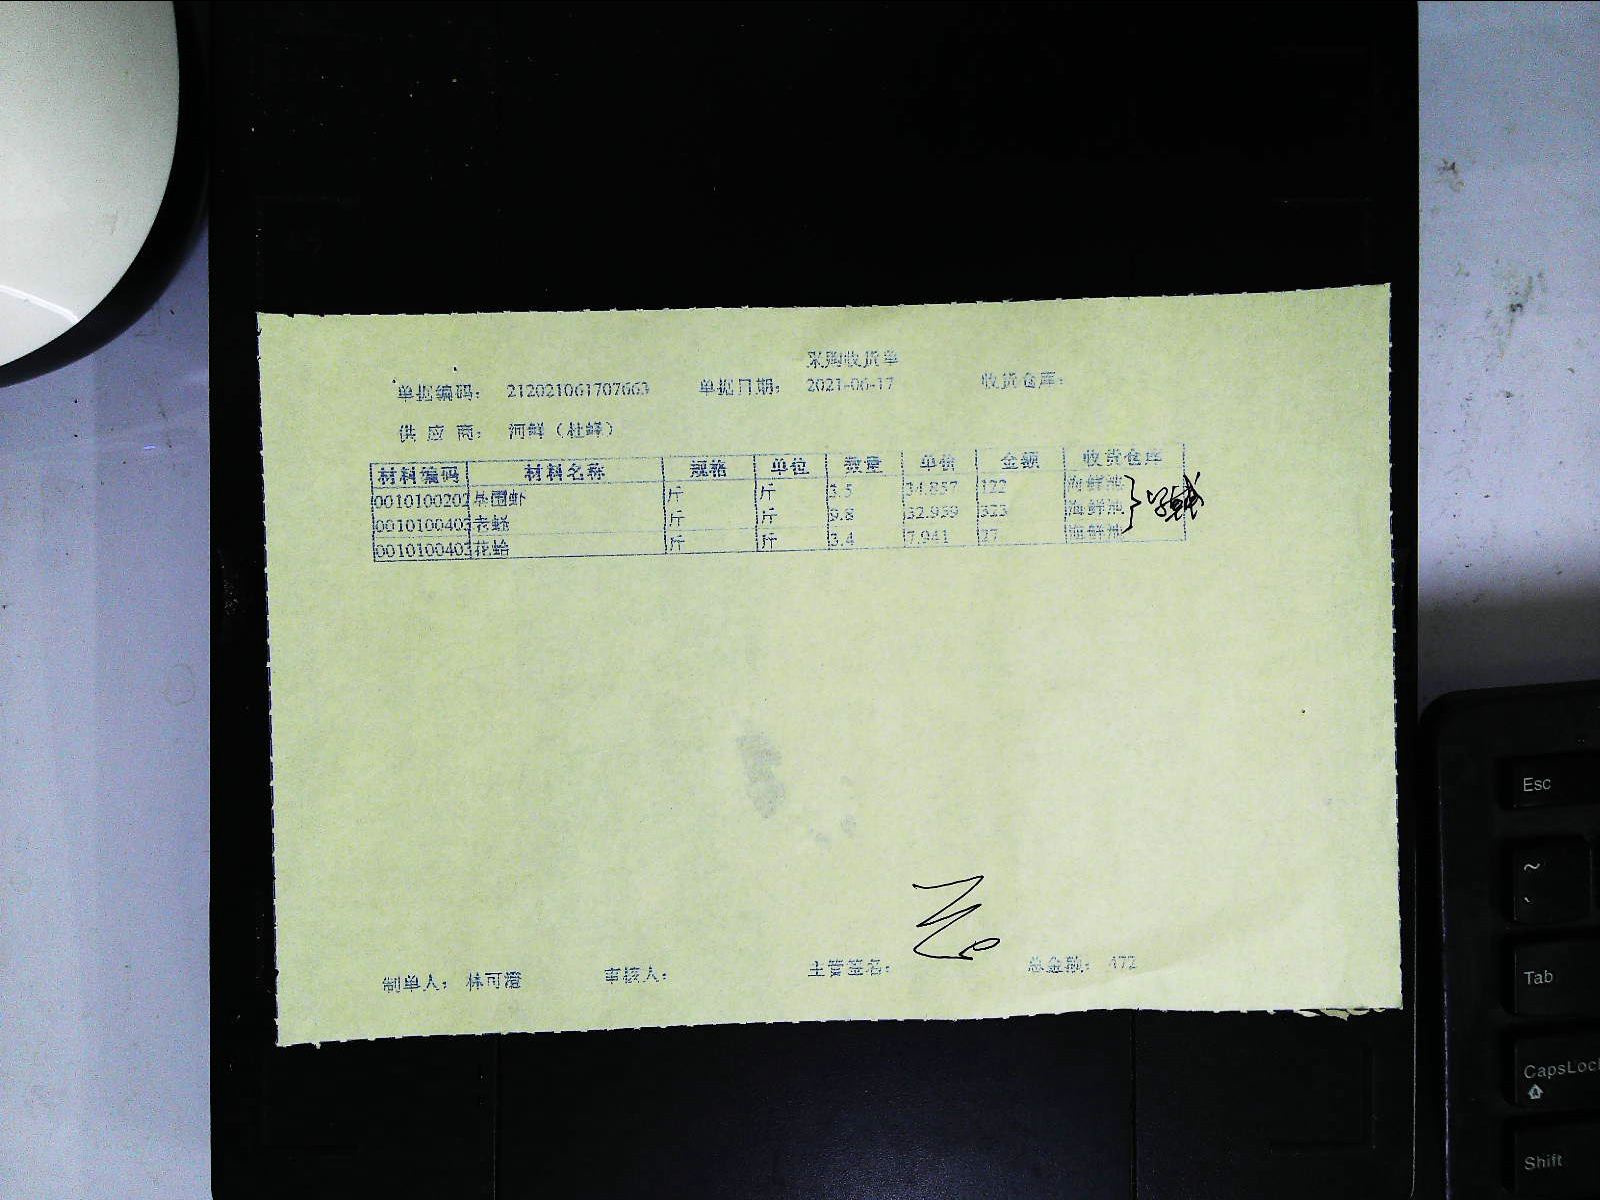 采购收货单
单据编码： 212021061707663 单据日期： 2021-06-17 收货仓库：
供 应 商： 河鲜（杜峰）
材料编码 材料名称 规格 单位 数量 单价 金额 收货仓库
0010100202 基围虾 斤 斤 3.5 34.857 122 海鲜池
0010100403 斤 斤 9.8 32.959 323 海鲜池
0010100403 花蛤 斤 斤 3.4 7.941 27 海鲜池
制单人： 林可澄 审核人： 主管签名： 总金额： 472
Esc
~
Tab
CapsLoc
Shift